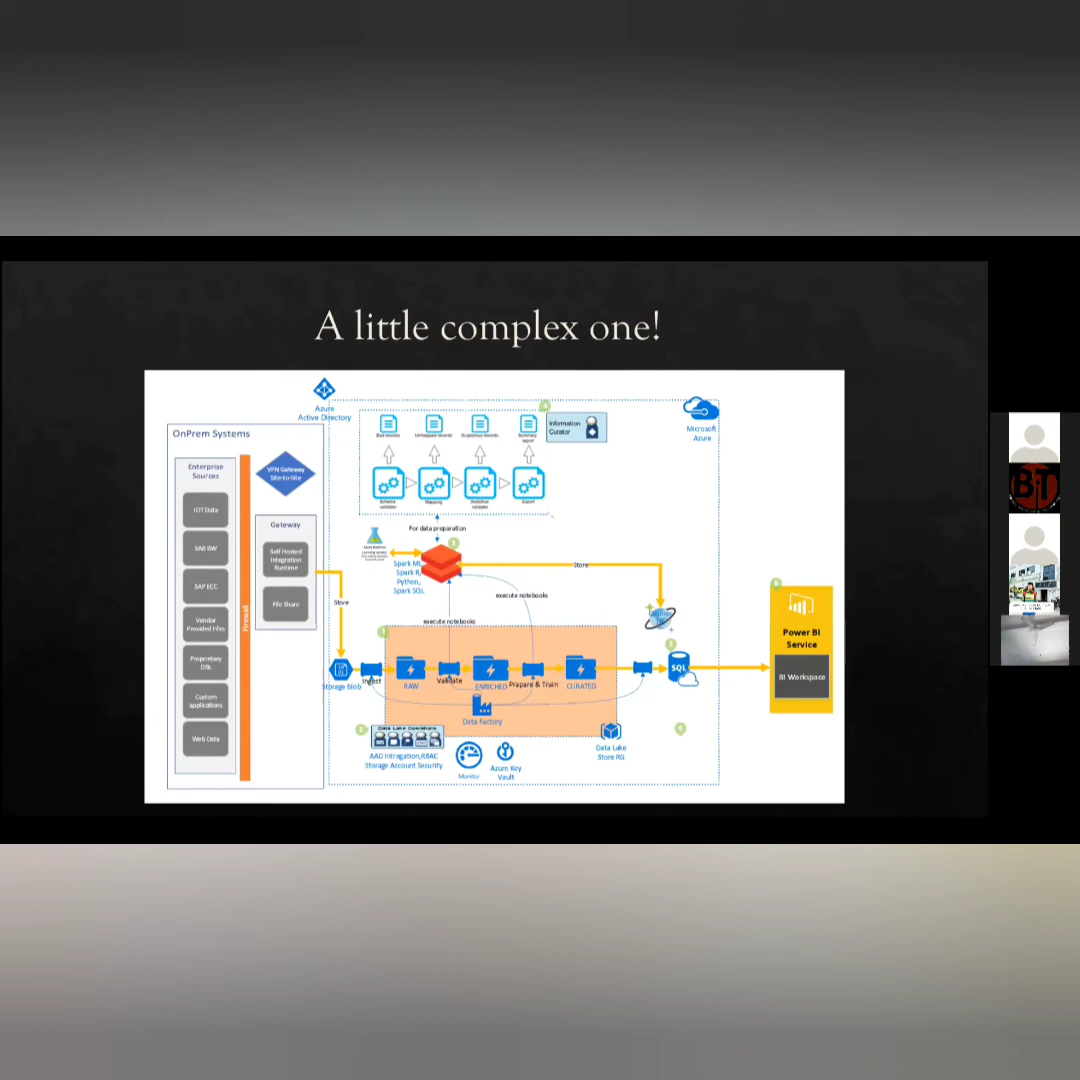 A little complex one!
Azure
Active Directory
Microsoft
Azure
OnPrem Systems
Enterprise
Sources
IOT Data
SAB BW
SAP ECC
Vendor
Provided Files
Proprietary
DBs
Custom
applications
Web Data
Firewall
VPN Gateway
Site-to-Site
Gateway
Self Hosted
Integration
Runtime
File Share
Bad records
Unmapped records
Suspicious records
Summary
report
Information
Curator
Schema
validator
Mapping
Statistical
validator
Export
For data preparation
Spark ML,
Spark R,
Python,
Spark SQL
Store
Store
execute notebooks
execute notebooks
Storage blob
Ingest
RAW
Validate
ENRICHED
Prapare & Train
CURATED
Data Factory
SQL
Power BI
Service
BI Workspace
Data Lake Operations
AAD Intregation,RBAC
Storage Account Security
Monitor
Azure Key
Vault
Data Lake
Store RG
BiT